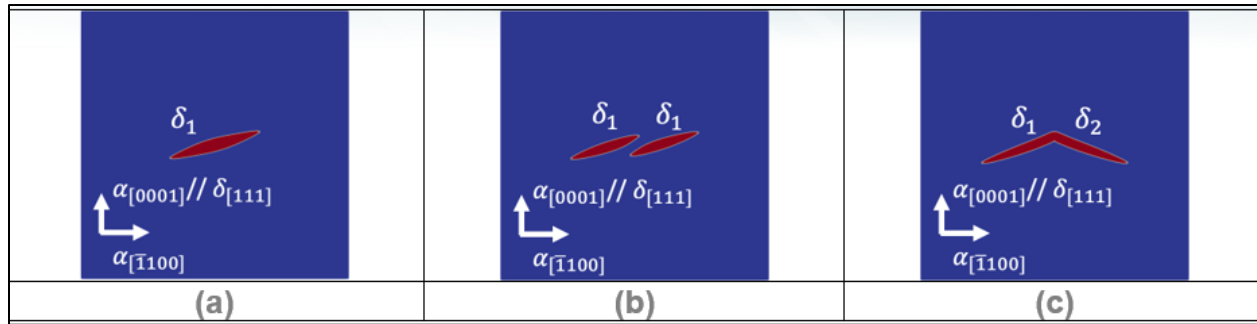 δ₁
α[0001]// δ[111]
α[1̅100]
(a)
δ₁ δ₁
α[0001]// δ[111]
α[1̅100]
(b)
δ₁ δ₂
α[0001]// δ[111]
α[1̅100]
(c)